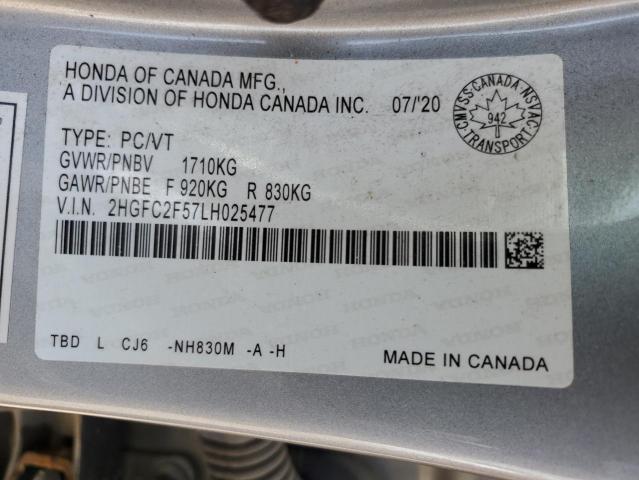 HONDA OF CANADA MFG.,
A DIVISION OF HONDA CANADA INC. 07/'20
CMVSS-CANADA-NSVAC
942
TRANSPORT
TYPE: PC/VT
GVWR/PNBV 1710KG
GAWR/PNBE F 920KG R 830KG
V.I.N. 2HGFC2F57LH025477
TBD L CJ6 -NH830M -A -H
MADE IN CANADA